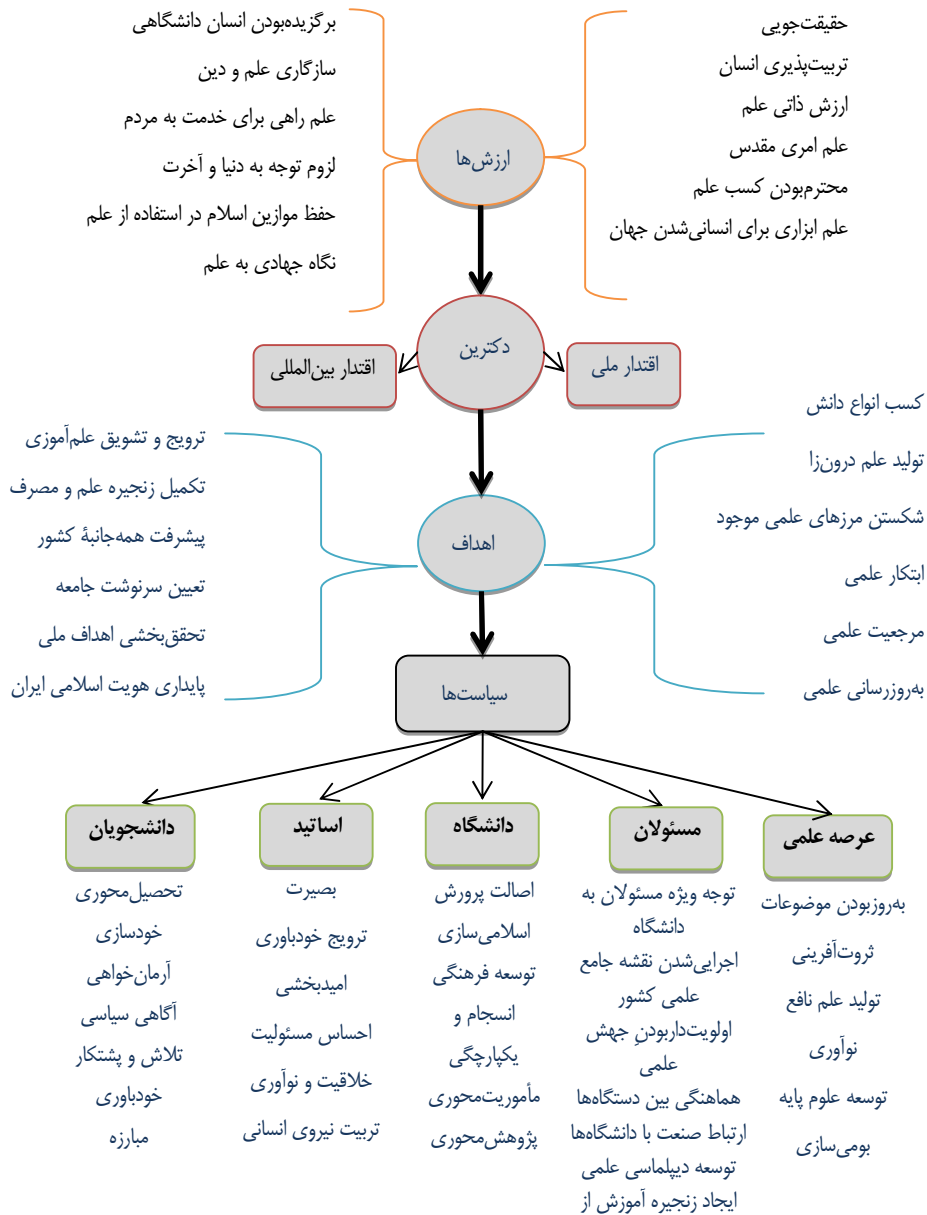 حقیقت‌جویی
تربیت‌پذیری انسان
ارزش ذاتی علم
علم امری مقدس
محترم‌بودن کسب علم
علم ابزاری برای انسانی‌شدن جهان
ارزش‌ها
برگزیده‌بودن انسان دانشگاهی
سازگاری علم و دین
علم راهی برای خدمت به مردم
لزوم توجه به دنیا و آخرت
حفظ موازین اسلام در استفاده از علم
نگاه جهادی به علم
دکترین
اقتدار ملی
اقتدار بین‌المللی
کسب انواع دانش
تولید علم درون‌زا
شکستن مرزهای علمی موجود
ابتکار علمی
مرجعیت علمی
به‌روزرسانی علمی
اهداف
ترویج و تشویق علم‌آموزی
تکمیل زنجیره علم و مصرف
پیشرفت همه‌جانبۀ کشور
تعیین سرنوشت جامعه
تحقق‌بخشی اهداف ملی
پایداری هویت اسلامی ایران
سیاست‌ها
عرصه علمی
به‌روزبودن موضوعات
ثروت‌آفرینی
تولید علم نافع
نوآوری
توسعه علوم پایه
بومی‌سازی
مسئولان
توجه ویژه مسئولان به
دانشگاه
اجرایی‌شدن نقشه جامع
علمی کشور
اولویت‌داربودنِ جهش
علمی
هماهنگی بین دستگاه‌ها
ارتباط صنعت با دانشگاه‌ها
توسعه دیپلماسی علمی
ایجاد زنجیره آموزش از
دانشگاه
اصالت پرورش
اسلامی‌سازی
توسعه فرهنگی
انسجام و
یکپارچگی
مأموریت‌محوری
پژوهش‌محوری
اساتید
بصیرت
ترویج خودباوری
امیدبخشی
احساس مسئولیت
خلاقیت و نوآوری
تربیت نیروی انسانی
دانشجویان
تحصیل‌محوری
خودسازی
آرمان‌خواهی
آگاهی سیاسی
تلاش و پشتکار
خودباوری
مبارزه